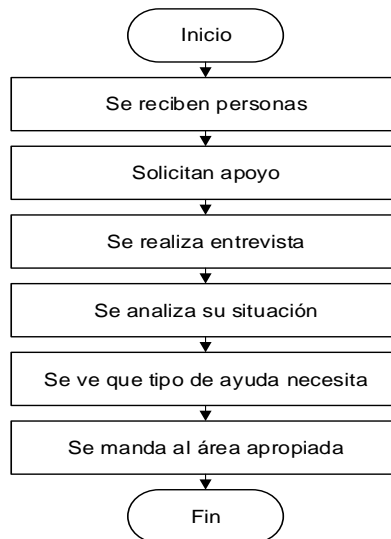 Inicio
Se reciben personas
Solicitan apoyo
Se realiza entrevista
Se analiza su situación
Se ve que tipo de ayuda necesita
Se manda al área apropiada
Fin